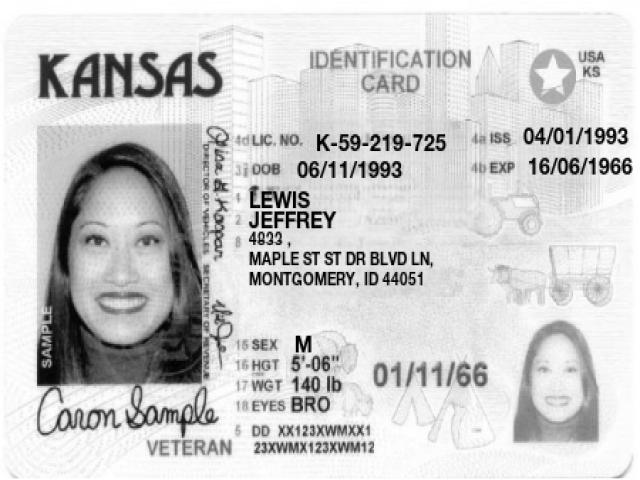 KANSAS
IDENTIFICATION
CARD
USA
KS
4d LIC. NO. K-59-219-725
4a ISS 04/01/1993
3 DOB 06/11/1993
4b EXP 16/06/1966
1 LEWIS
2 JEFFREY
8 4833 ,
MAPLE ST ST DR BLVD LN,
MONTGOMERY, ID 44051
SAMPLE
DIRECTOR OF VEHICLES SECRETARY OF REVENUE
15 SEX M
16 HGT 5'-06"
17 WGT 140 lb
18 EYES BRO
01/11/66
Caron Sample
VETERAN
5 DD XX123XWMXX1
23XWMX123XWM12